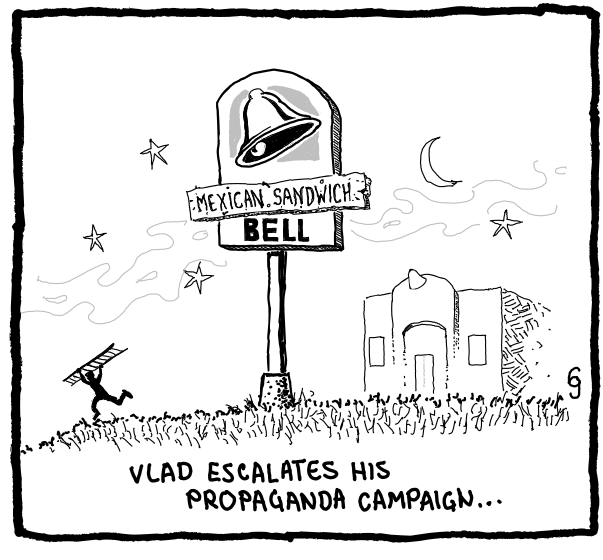 MEXICAN SANDWICH
BELL
VLAD ESCALATES HIS
PROPAGANDA CAMPAIGN...